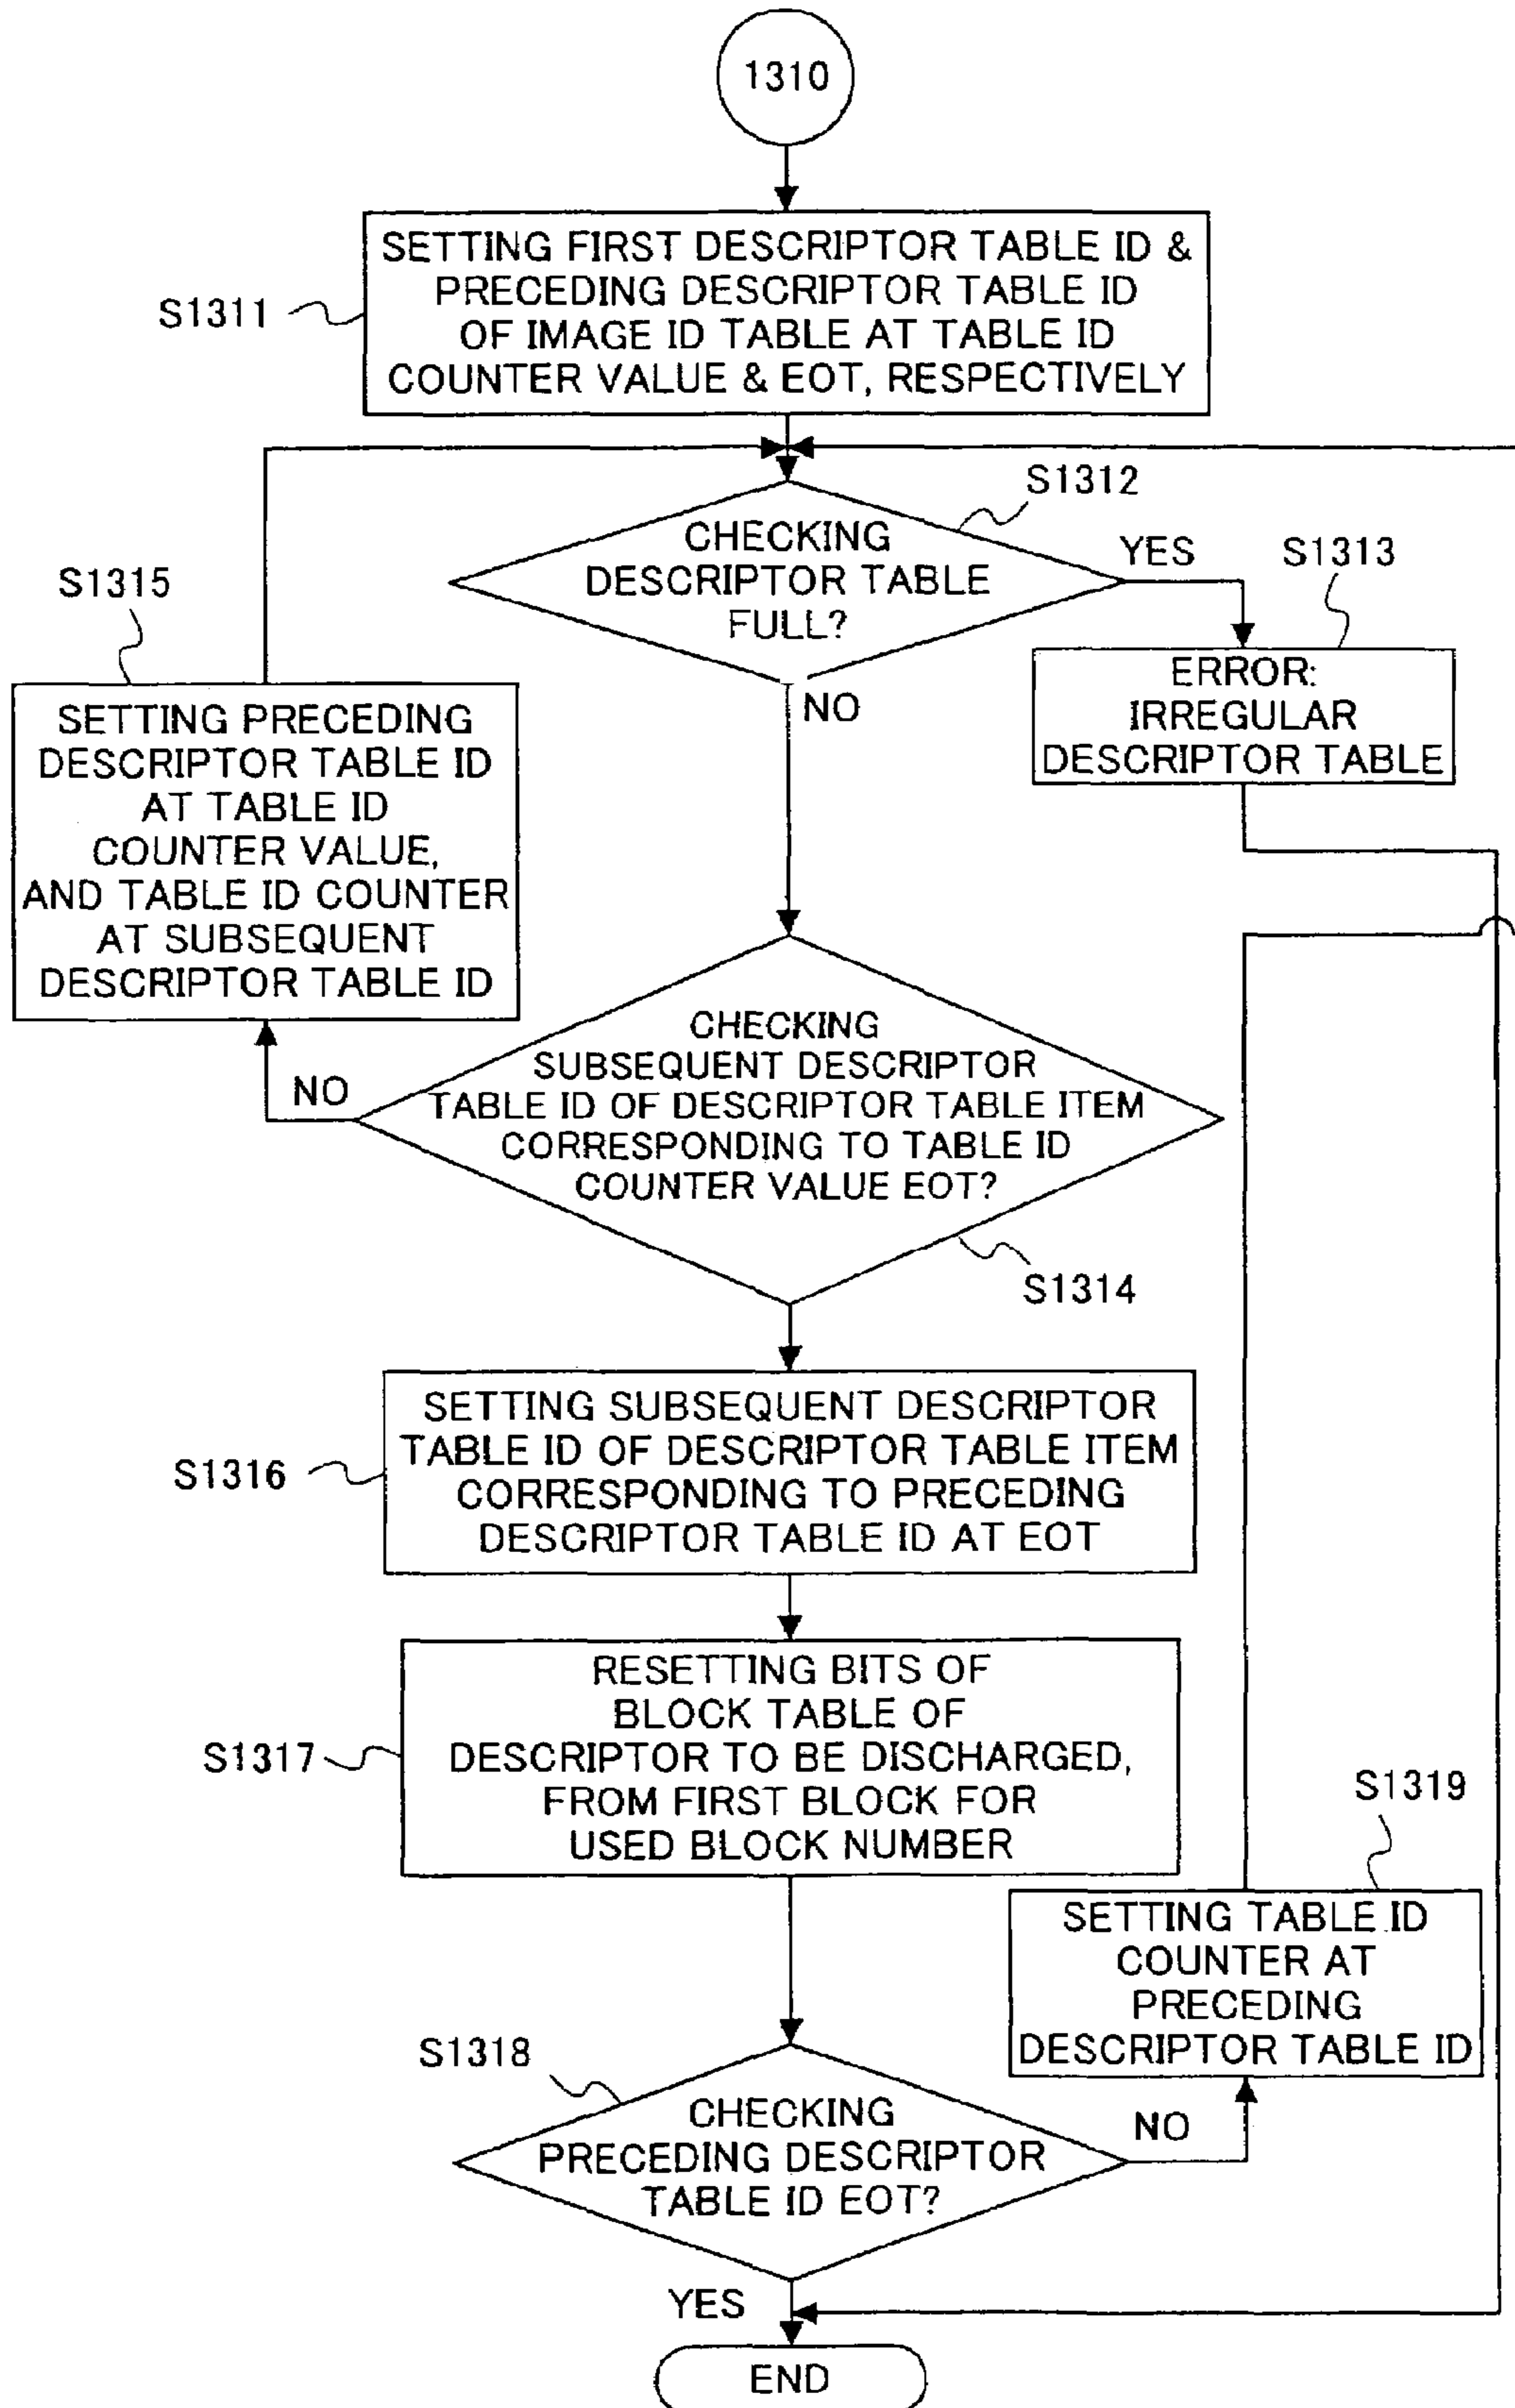 1310
SETTING FIRST DESCRIPTOR TABLE ID &
PRECEDING DESCRIPTOR TABLE ID
OF IMAGE ID TABLE AT TABLE ID
COUNTER VALUE & EOT, RESPECTIVELY
S1311
S1312
CHECKING
DESCRIPTOR TABLE
FULL?
YES
S1313
NO
ERROR:
IRREGULAR
DESCRIPTOR TABLE
S1315
SETTING PRECEDING
DESCRIPTOR TABLE ID
AT TABLE ID
COUNTER VALUE,
AND TABLE ID COUNTER
AT SUBSEQUENT
DESCRIPTOR TABLE ID
NO
CHECKING
SUBSEQUENT DESCRIPTOR
TABLE ID OF DESCRIPTOR TABLE ITEM
CORRESPONDING TO TABLE ID
COUNTER VALUE EOT?
S1314
SETTING SUBSEQUENT DESCRIPTOR
TABLE ID OF DESCRIPTOR TABLE ITEM
CORRESPONDING TO PRECEDING
DESCRIPTOR TABLE ID AT EOT
S1316
RESETTING BITS OF
BLOCK TABLE OF
DESCRIPTOR TO BE DISCHARGED,
FROM FIRST BLOCK FOR
USED BLOCK NUMBER
S1317
S1319
SETTING TABLE ID
COUNTER AT
PRECEDING
DESCRIPTOR TABLE ID
S1318
CHECKING
PRECEDING DESCRIPTOR
TABLE ID EOT?
NO
YES
END